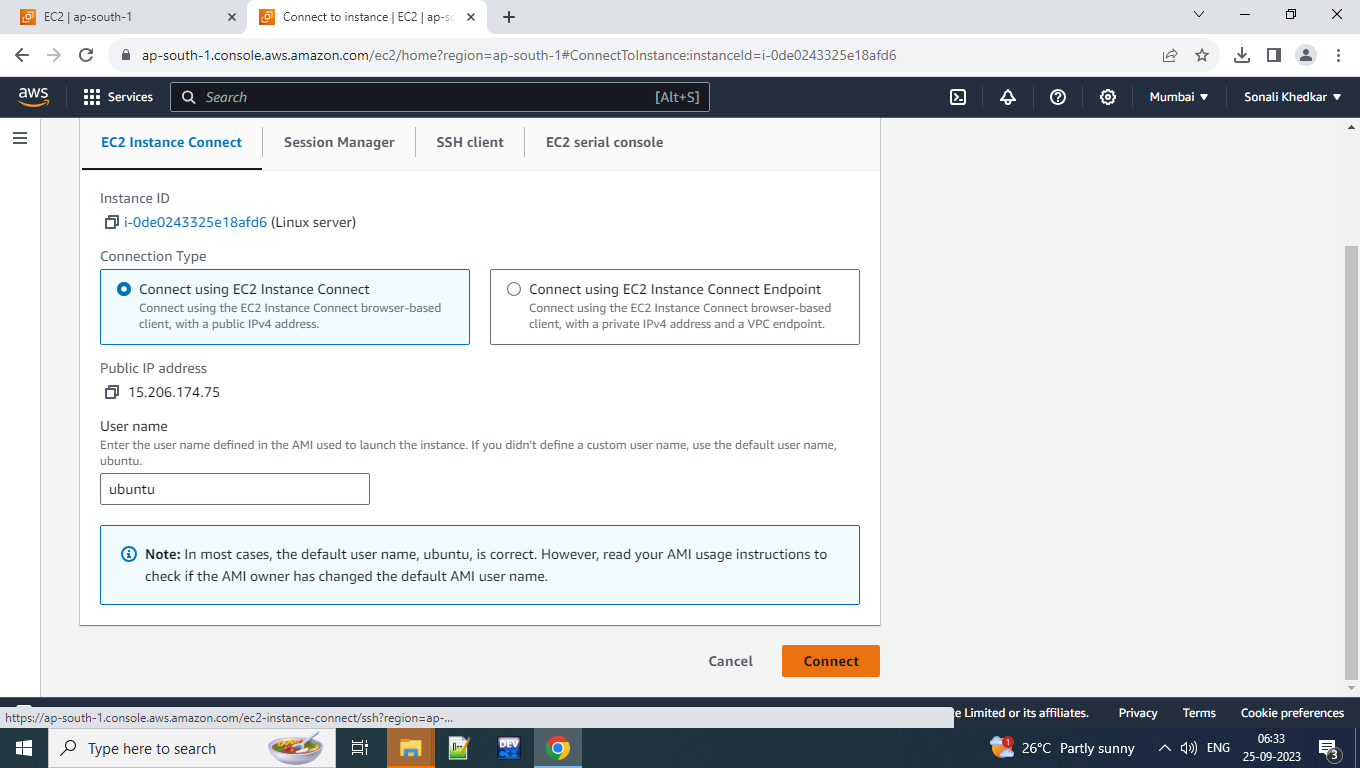 EC2 | ap-south-1
Connect to instance | EC2 | ap-so
ap-south-1.console.aws.amazon.com/ec2/home?region=ap-south-1#ConnectToInstance:instanceId=i-0de0243325e18afd6
aws
Services
Search
[Alt+S]
Mumbai
Sonali Khedkar
EC2 Instance Connect
Session Manager
SSH client
EC2 serial console
Instance ID
i-0de0243325e18afd6 (Linux server)
Connection Type
Connect using EC2 Instance Connect
Connect using the EC2 Instance Connect browser-based
client, with a public IPv4 address.
Connect using EC2 Instance Connect Endpoint
Connect using the EC2 Instance Connect browser-based
client, with a private IPv4 address and a VPC endpoint.
Public IP address
15.206.174.75
User name
Enter the user name defined in the AMI used to launch the instance. If you didn't define a custom user name, use the default user name,
ubuntu.
ubuntu
Note: In most cases, the default user name, ubuntu, is correct. However, read your AMI usage instructions to
check if the AMI owner has changed the default AMI user name.
Cancel
Connect
https://ap-south-1.console.aws.amazon.com/ec2-instance-connect/ssh?region=ap-...
Limited or its affiliates.
Privacy
Terms
Cookie preferences
Type here to search
DEV
1
26°C Partly sunny
ENG
06:33
25-09-2023
3